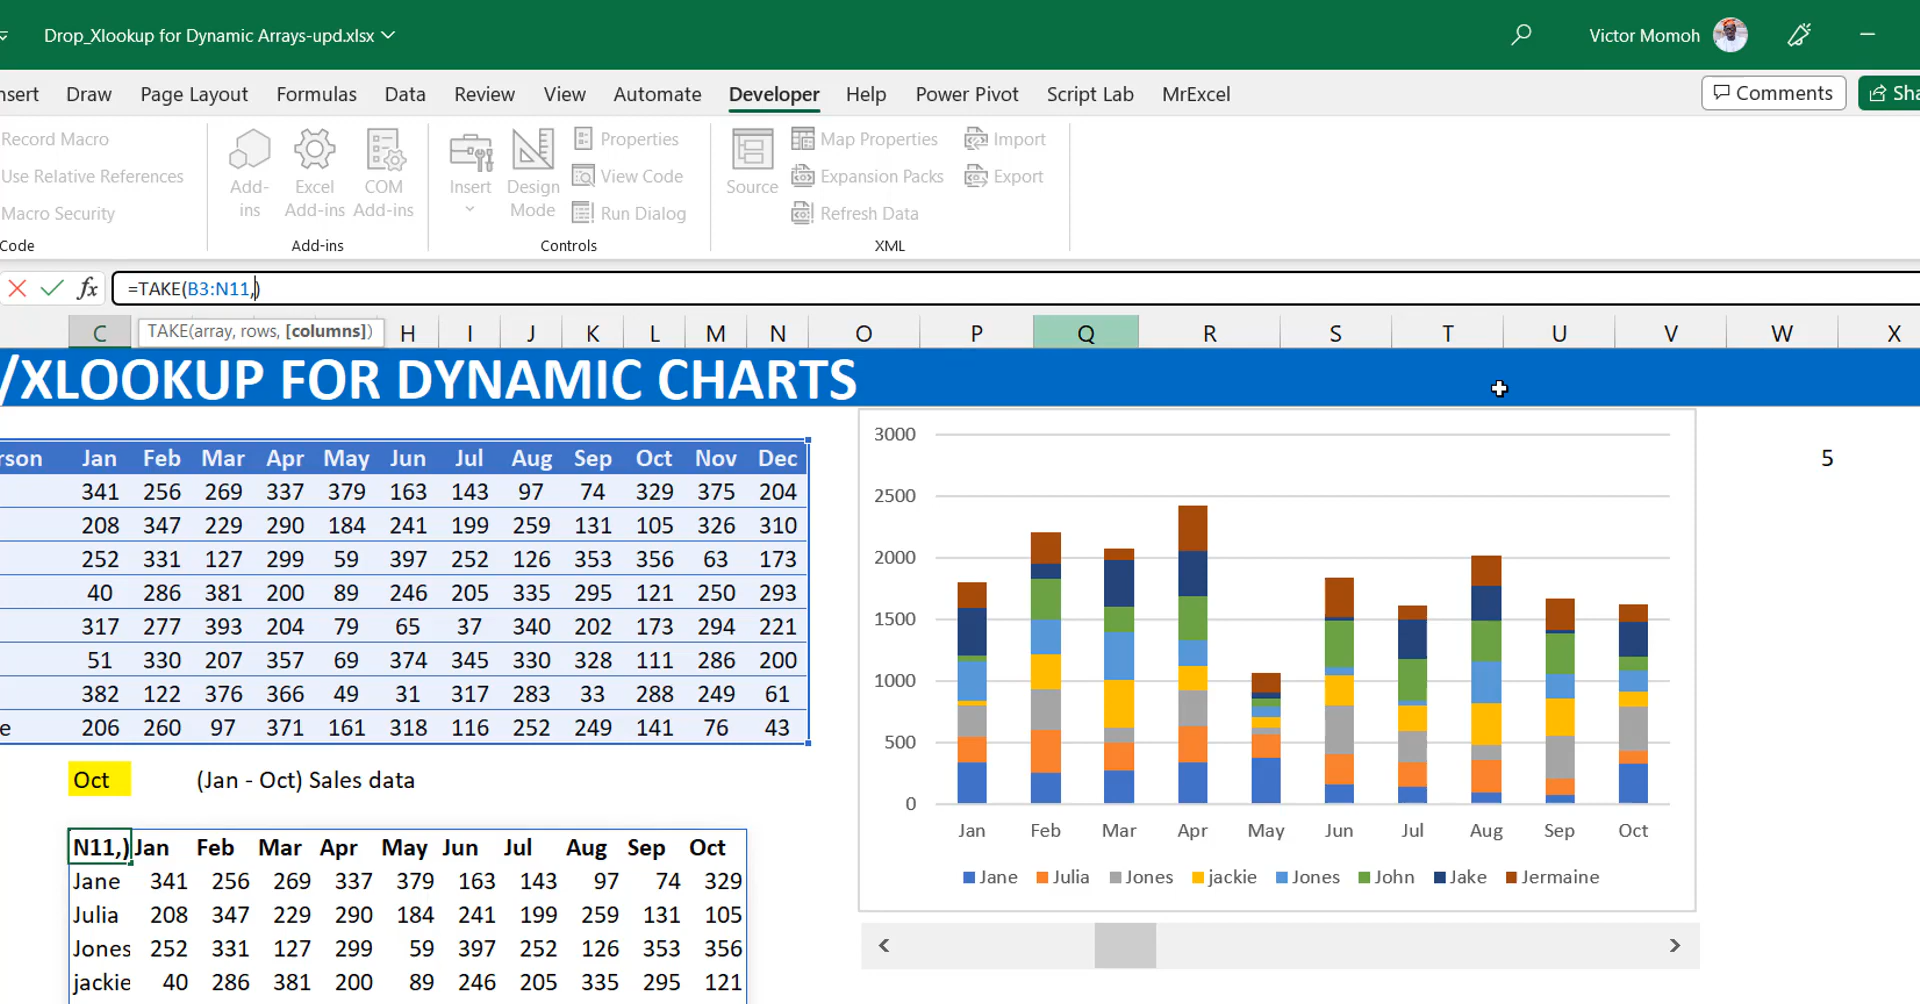 Drop_Xlookup for Dynamic Arrays-upd.xlsx
Victor Momoh
nsert Draw Page Layout Formulas Data Review View Automate Developer Help Power Pivot Script Lab MrExcel Comments Sha
Record Macro
Use Relative References
Macro Security
Code
Add-
ins
Excel
Add-ins
COM
Add-ins
Add-ins
Insert
Design
Mode
Properties
View Code
Run Dialog
Controls
Source
Map Properties
Expansion Packs
Refresh Data
Import
Export
XML
fx =TAKE(B3:N11,)
TAKE(array, rows, [columns])
C H I J K L M N O P Q R S T U V W X
/XLOOKUP FOR DYNAMIC CHARTS
rson Jan Feb Mar Apr May Jun Jul Aug Sep Oct Nov Dec
341 256 269 337 379 163 143 97 74 329 375 204
208 347 229 290 184 241 199 259 131 105 326 310
252 331 127 299 59 397 252 126 353 356 63 173
40 286 381 200 89 246 205 335 295 121 250 293
317 277 393 204 79 65 37 340 202 173 294 221
51 330 207 357 69 374 345 330 328 111 286 200
382 122 376 366 49 31 317 283 33 288 249 61
e 206 260 97 371 161 318 116 252 249 141 76 43
Oct (Jan - Oct) Sales data
N11,) Jan Feb Mar Apr May Jun Jul Aug Sep Oct
Jane 341 256 269 337 379 163 143 97 74 329
Julia 208 347 229 290 184 241 199 259 131 105
Jones 252 331 127 299 59 397 252 126 353 356
jackie 40 286 381 200 89 246 205 335 295 121
3000
2500
2000
1500
1000
500
0
Jan Feb Mar Apr May Jun Jul Aug Sep Oct
Jane Julia Jones jackie Jones John Jake Jermaine
5